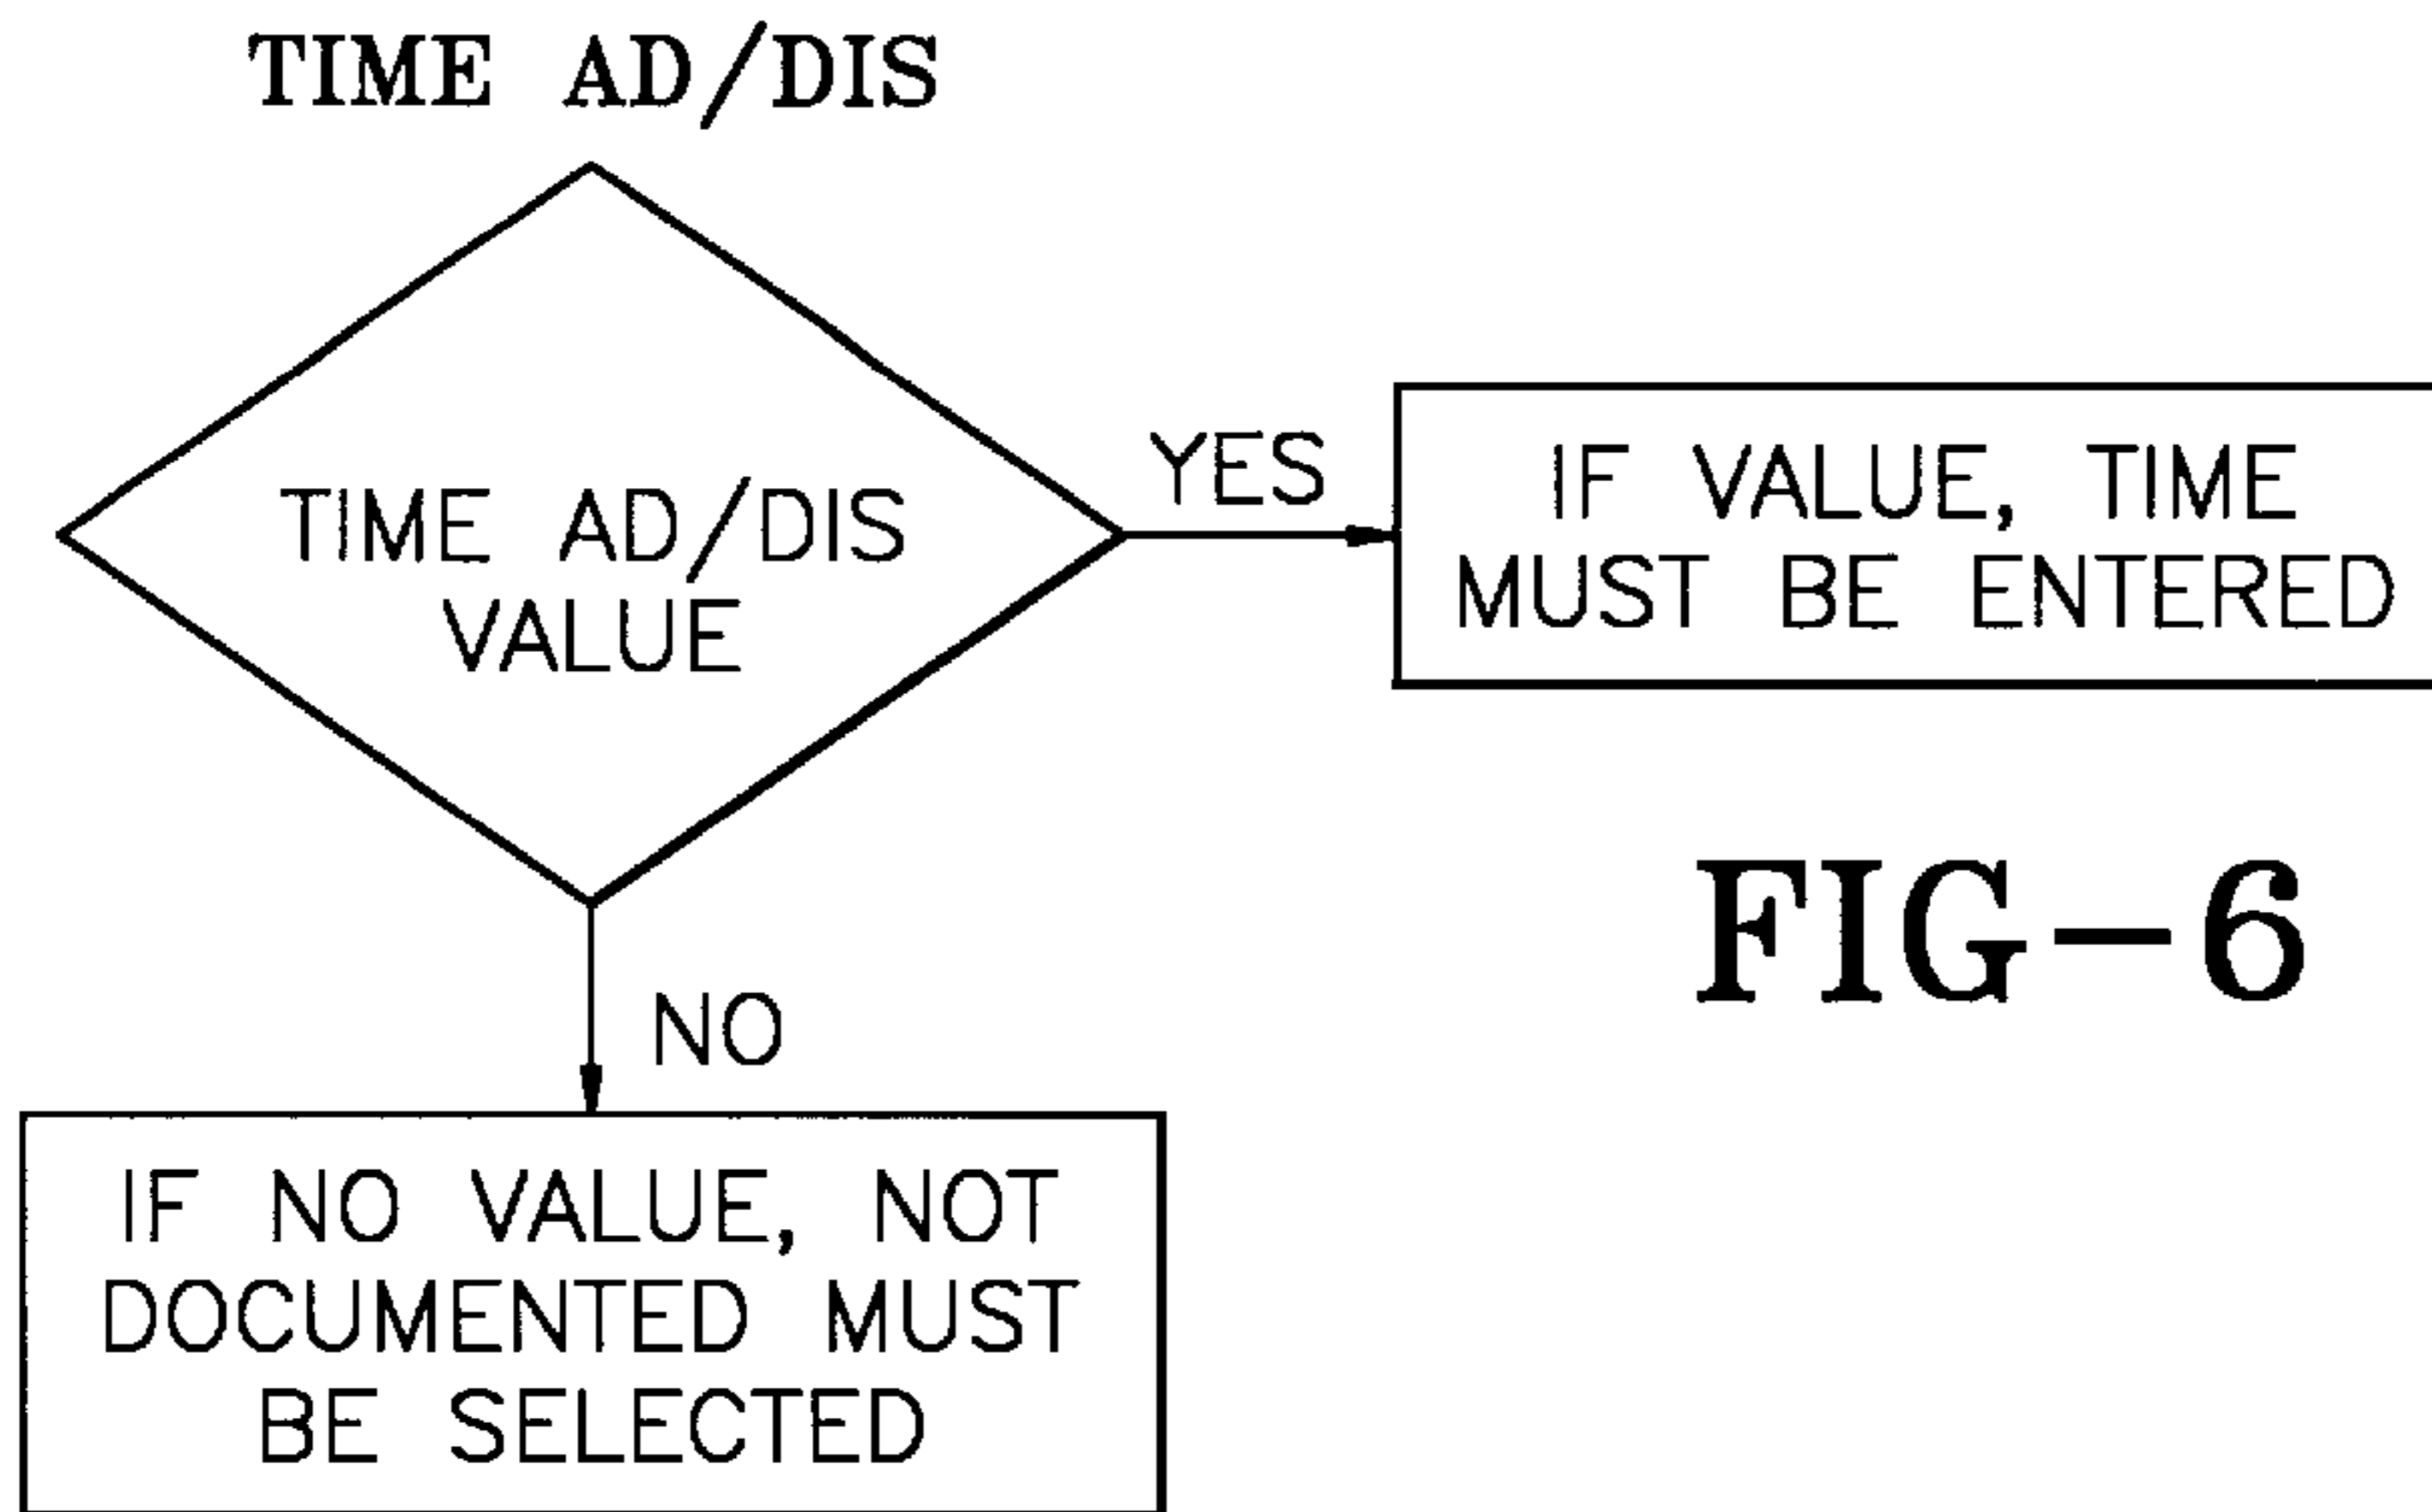 TIME AD/DIS
TIME AD/DIS
VALUE
YES
IF VALUE, TIME
MUST BE ENTERED
FIG-6
NO
IF NO VALUE, NOT
DOCUMENTED MUST
BE SELECTED